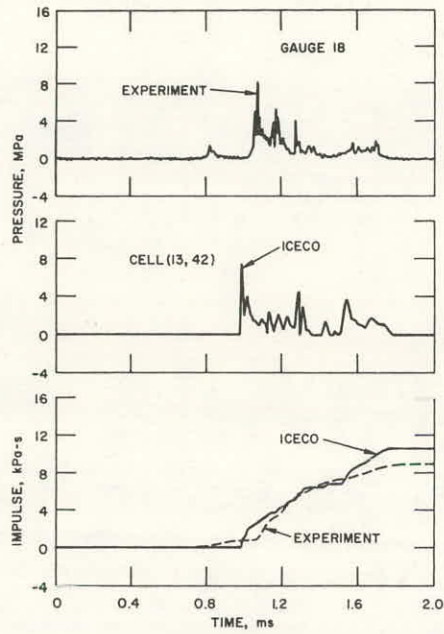 16
GAUGE 18
12
EXPERIMENT
8
4
0
-4
PRESSURE, MPa
12
ICECO
CELL (13, 42)
8
4
0
-4
16
ICECO
12
8
4
EXPERIMENT
0
-4
IMPULSE, kPa-s
0 0.4 0.8 1.2 1.6 2.0
TIME, ms